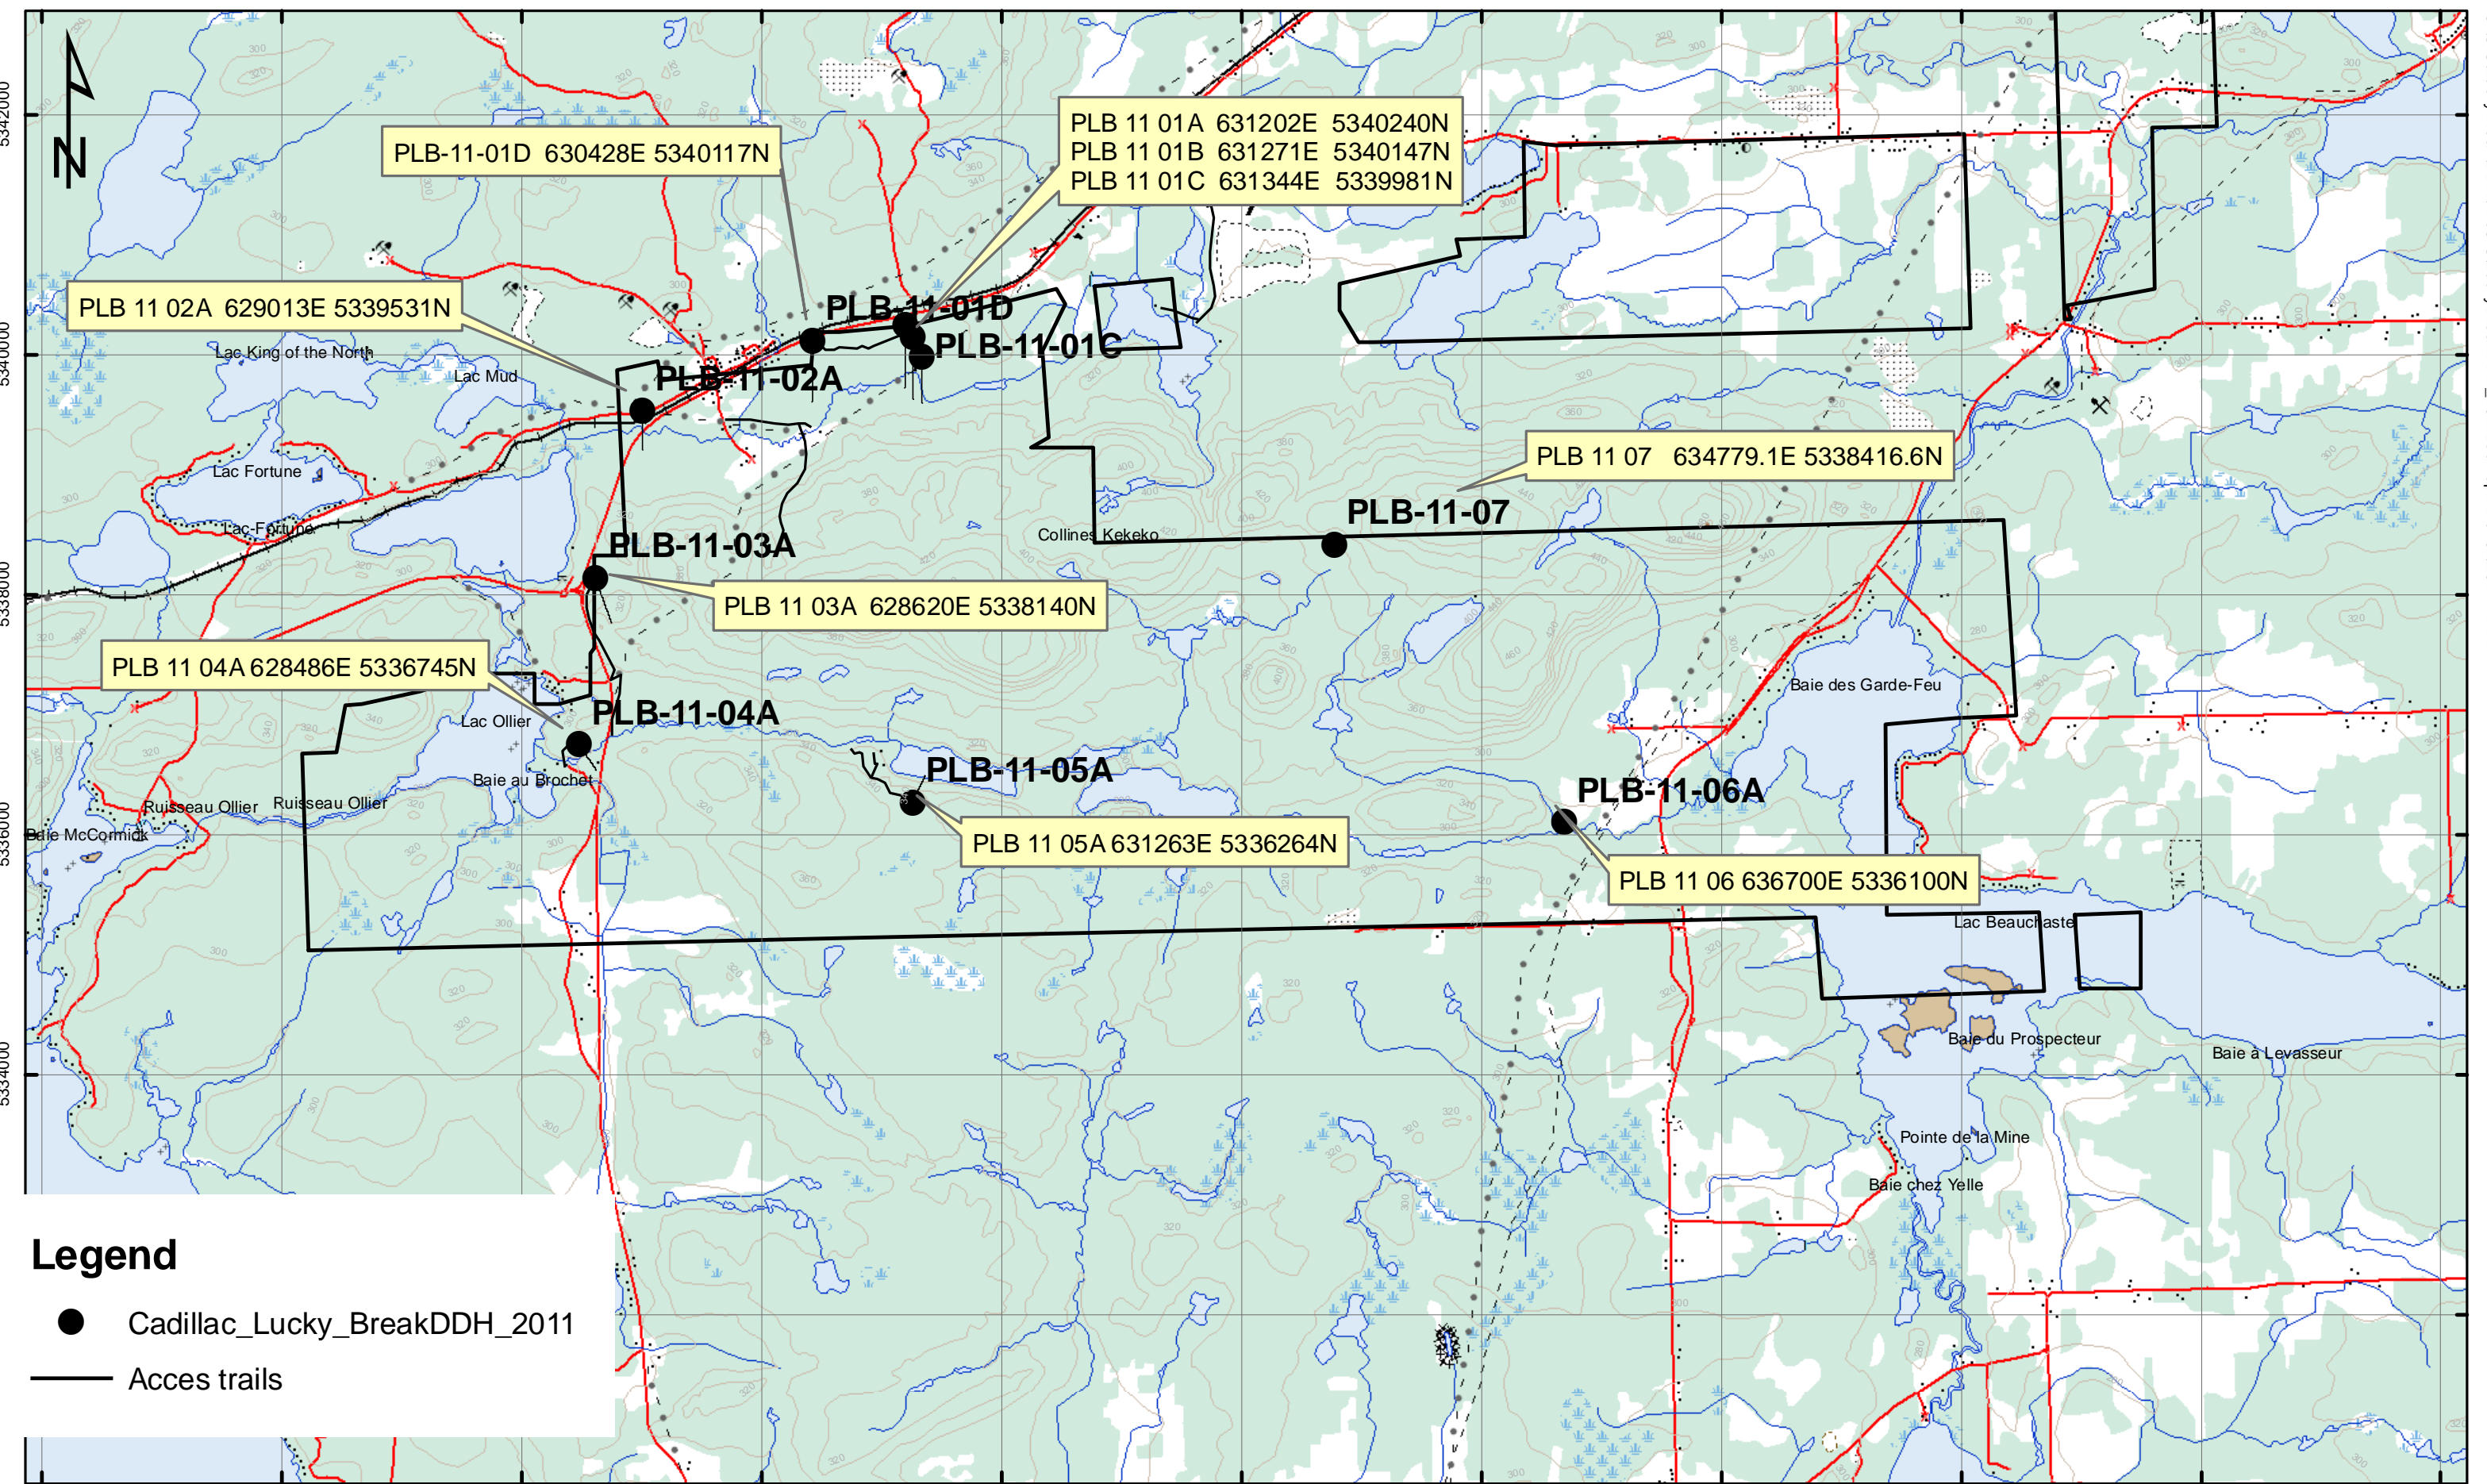 5342000
5340000
5338000
5336000
5334000
N
PLB-11-01D 630428E 5340117N
PLB 11 01A 631202E 5340240N
PLB 11 01B 631271E 5340147N
PLB 11 01C 631344E 5339981N
PLB 11 02A 629013E 5339531N
PLB-11-01D
PLB-11-01C
Lac King of the North
Lac Mud
PLB-11-02A
PLB 11 07 634779.1E 5338416.6N
Lac Fortune
PLB-11-07
Lac-Fortune
Collines Kekeko
PLB-11-03A
PLB 11 03A 628620E 5338140N
PLB 11 04A 628486E 5336745N
Baie des Garde-Feu
PLB-11-04A
Lac Ollier
PLB-11-05A
Baie au Brochet
PLB-11-06A
Ruisseau Ollier
Ruisseau Ollier
Baie McCormick
PLB 11 05A 631263E 5336264N
PLB 11 06 636700E 5336100N
Lac Beauchastel
Baie du Prospecteur
Baie à Levasseur
Pointe de la Mine
Baie chez Yelle
Legend
Cadillac_Lucky_BreakDDH_2011
Acces trails